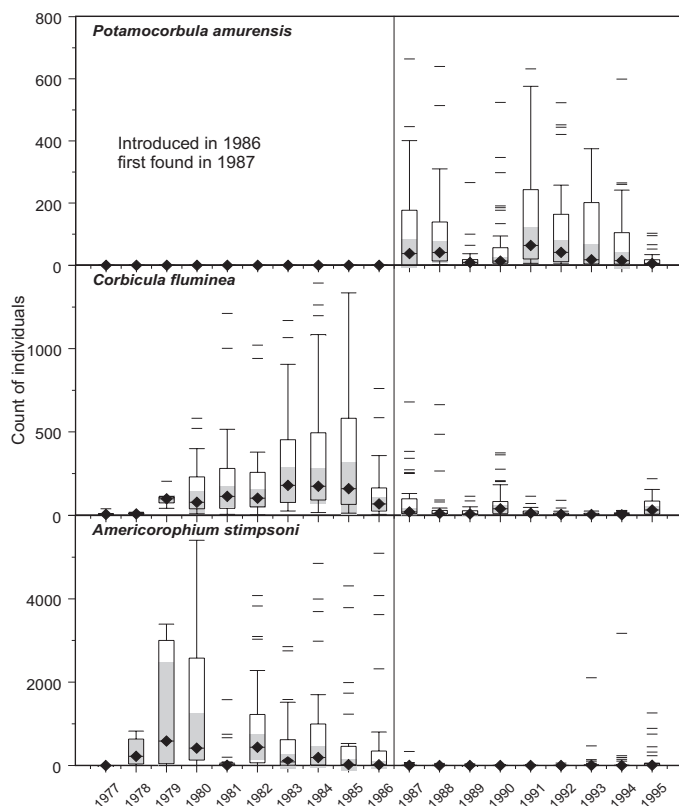 800
Potamocorbula amurensis
600
Introduced in 1986
first found in 1987
400
200
0
Corbicula fluminea
1000
Count of individuals
500
0
Americorophium stimpsoni
4000
2000
0
1977 1978 1979 1980 1981 1982 1983 1984 1985 1986 1987 1988 1989 1990 1991 1992 1993 1994 1995